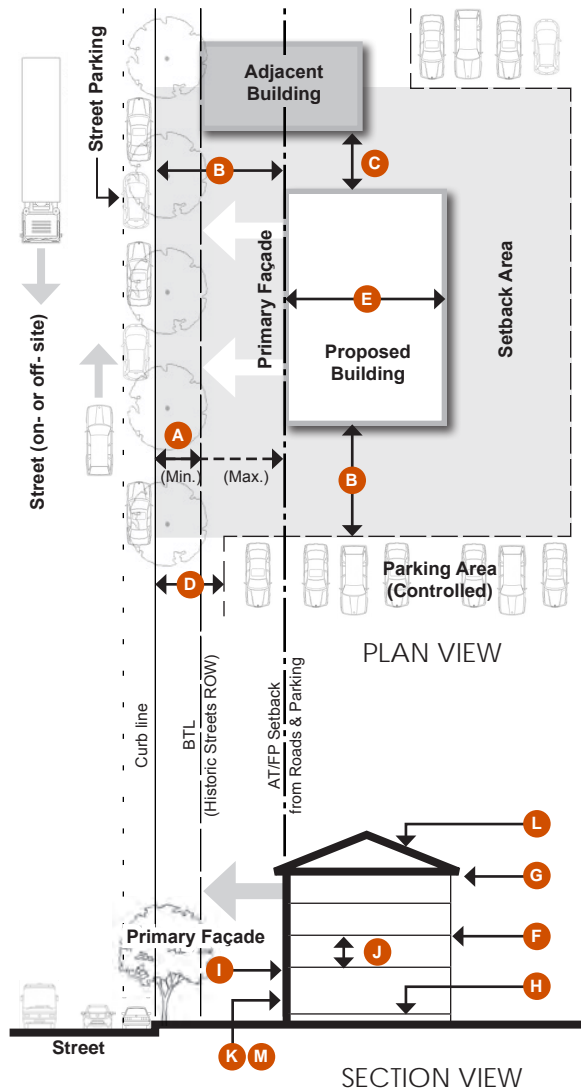 Adjacent
Building
Street Parking
B
C
Primary Façade
E
Proposed
Building
Setback Area
Street (on- or off- site)
A
(Min.)
(Max.)
B
D
Parking Area
(Controlled)
PLAN VIEW
Curb line
BTL
(Historic Streets ROW)
AT/FP Setback
from Roads & Parking
L
G
Primary Façade
F
J
I
H
K
M
Street
SECTION VIEW